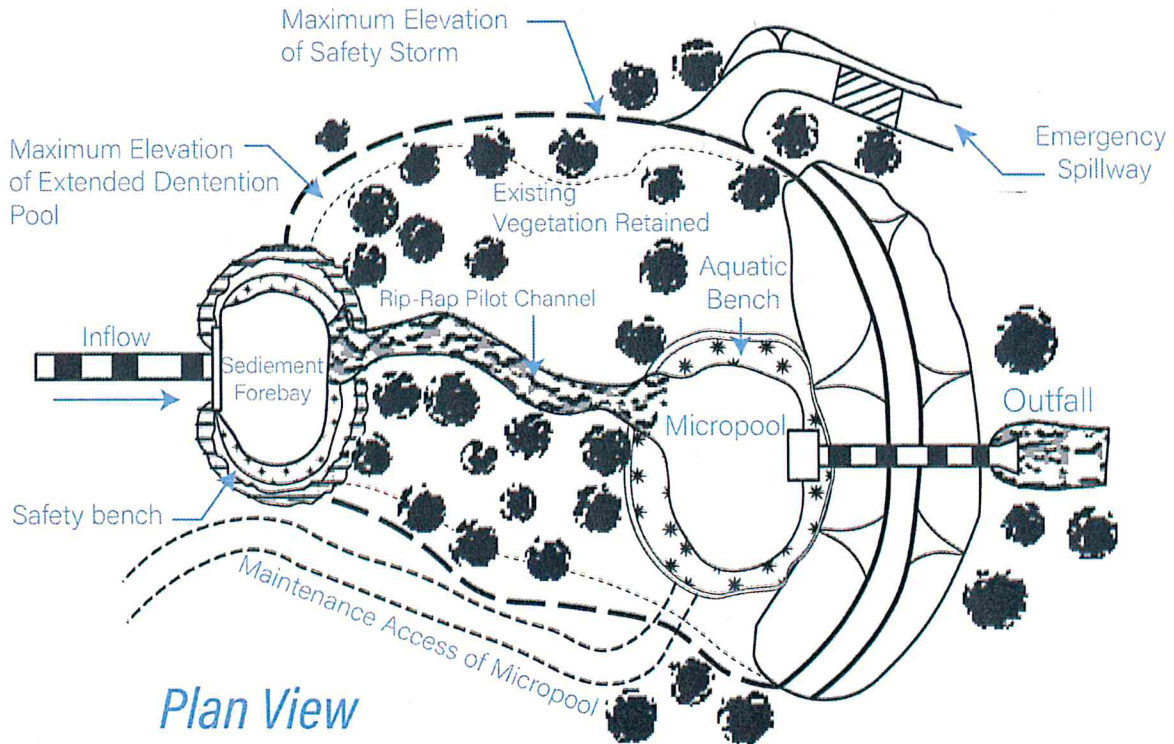 Maximum Elevation
of Safety Storm
Maximum Elevation
of Extended Dentention
Pool
Emergency
Spillway
Existing
Vegetation Retained
Aquatic
Bench
Rip-Rap Pilot Channel
Inflow
Sediement
Forebay
Micropool
Outfall
Safety bench
Maintenance Access of Micropool
Plan View